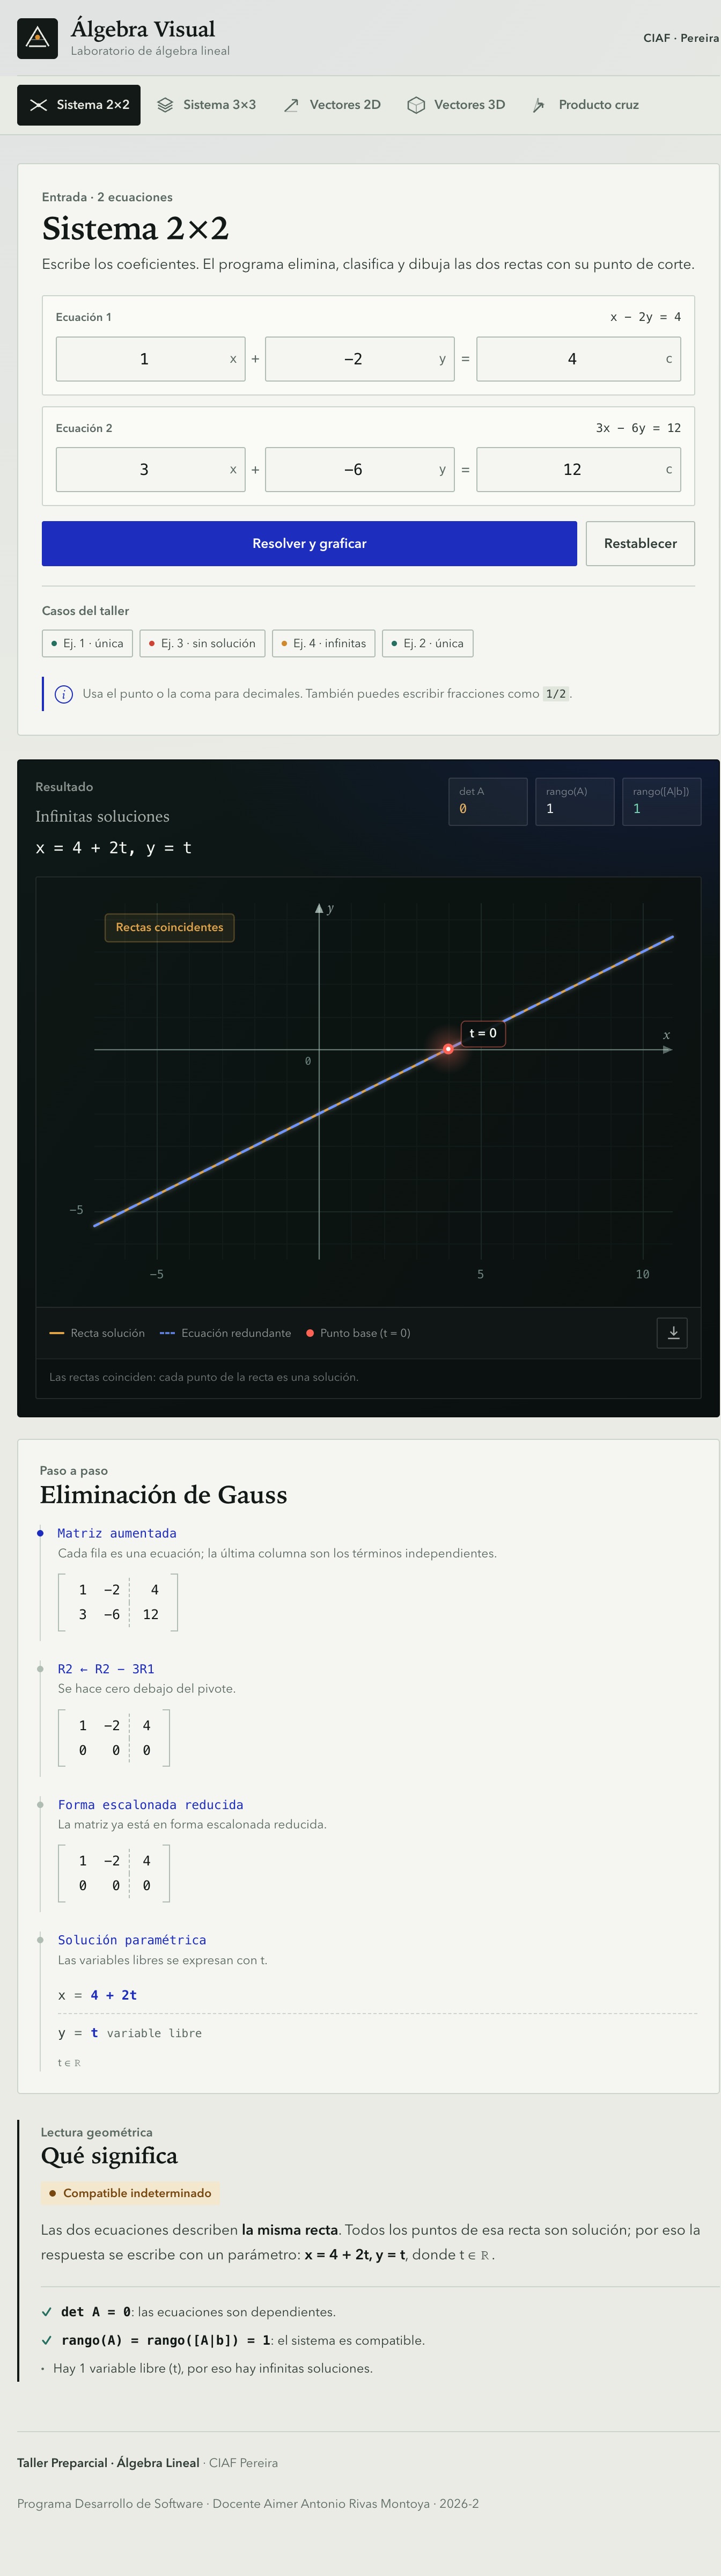 Álgebra Visual
Laboratorio de álgebra lineal
CIAF · Pereira
Sistema 2×2
Sistema 3×3
Vectores 2D
Vectores 3D
Producto cruz
Entrada · 2 ecuaciones
Sistema 2×2
Escribe los coeficientes. El programa elimina, clasifica y dibuja las dos rectas con su punto de corte.
Ecuación 1
x − 2y = 4
1 x + −2 y = 4 c
Ecuación 2
3x − 6y = 12
3 x + −6 y = 12 c
Resolver y graficar
Restablecer
Casos del taller
Ej. 1 · única
Ej. 3 · sin solución
Ej. 4 · infinitas
Ej. 2 · única
i Usa el punto o la coma para decimales. También puedes escribir fracciones como 1/2.
Resultado
Infinitas soluciones
x = 4 + 2t, y = t
det A
0
rango(A)
1
rango([A|b])
1
Rectas coincidentes
y
t = 0
x
0
−5
−5
5
10
Recta solución
Ecuación redundante
Punto base (t = 0)
Las rectas coinciden: cada punto de la recta es una solución.
Paso a paso
Eliminación de Gauss
Matriz aumentada
Cada fila es una ecuación; la última columna son los términos independientes.
1 −2 4
3 −6 12
R2 ← R2 − 3R1
Se hace cero debajo del pivote.
1 −2 4
0 0 0
Forma escalonada reducida
La matriz ya está en forma escalonada reducida.
1 −2 4
0 0 0
Solución paramétrica
Las variables libres se expresan con t.
x = 4 + 2t
y = t variable libre
t ∈ ℝ
Lectura geométrica
Qué significa
Compatible indeterminado
Las dos ecuaciones describen la misma recta. Todos los puntos de esa recta son solución; por eso la
respuesta se escribe con un parámetro: x = 4 + 2t, y = t, donde t ∈ ℝ.
✓ det A = 0: las ecuaciones son dependientes.
✓ rango(A) = rango([A|b]) = 1: el sistema es compatible.
· Hay 1 variable libre (t), por eso hay infinitas soluciones.
Taller Preparcial · Álgebra Lineal · CIAF Pereira
Programa Desarrollo de Software · Docente Aimer Antonio Rivas Montoya · 2026-2